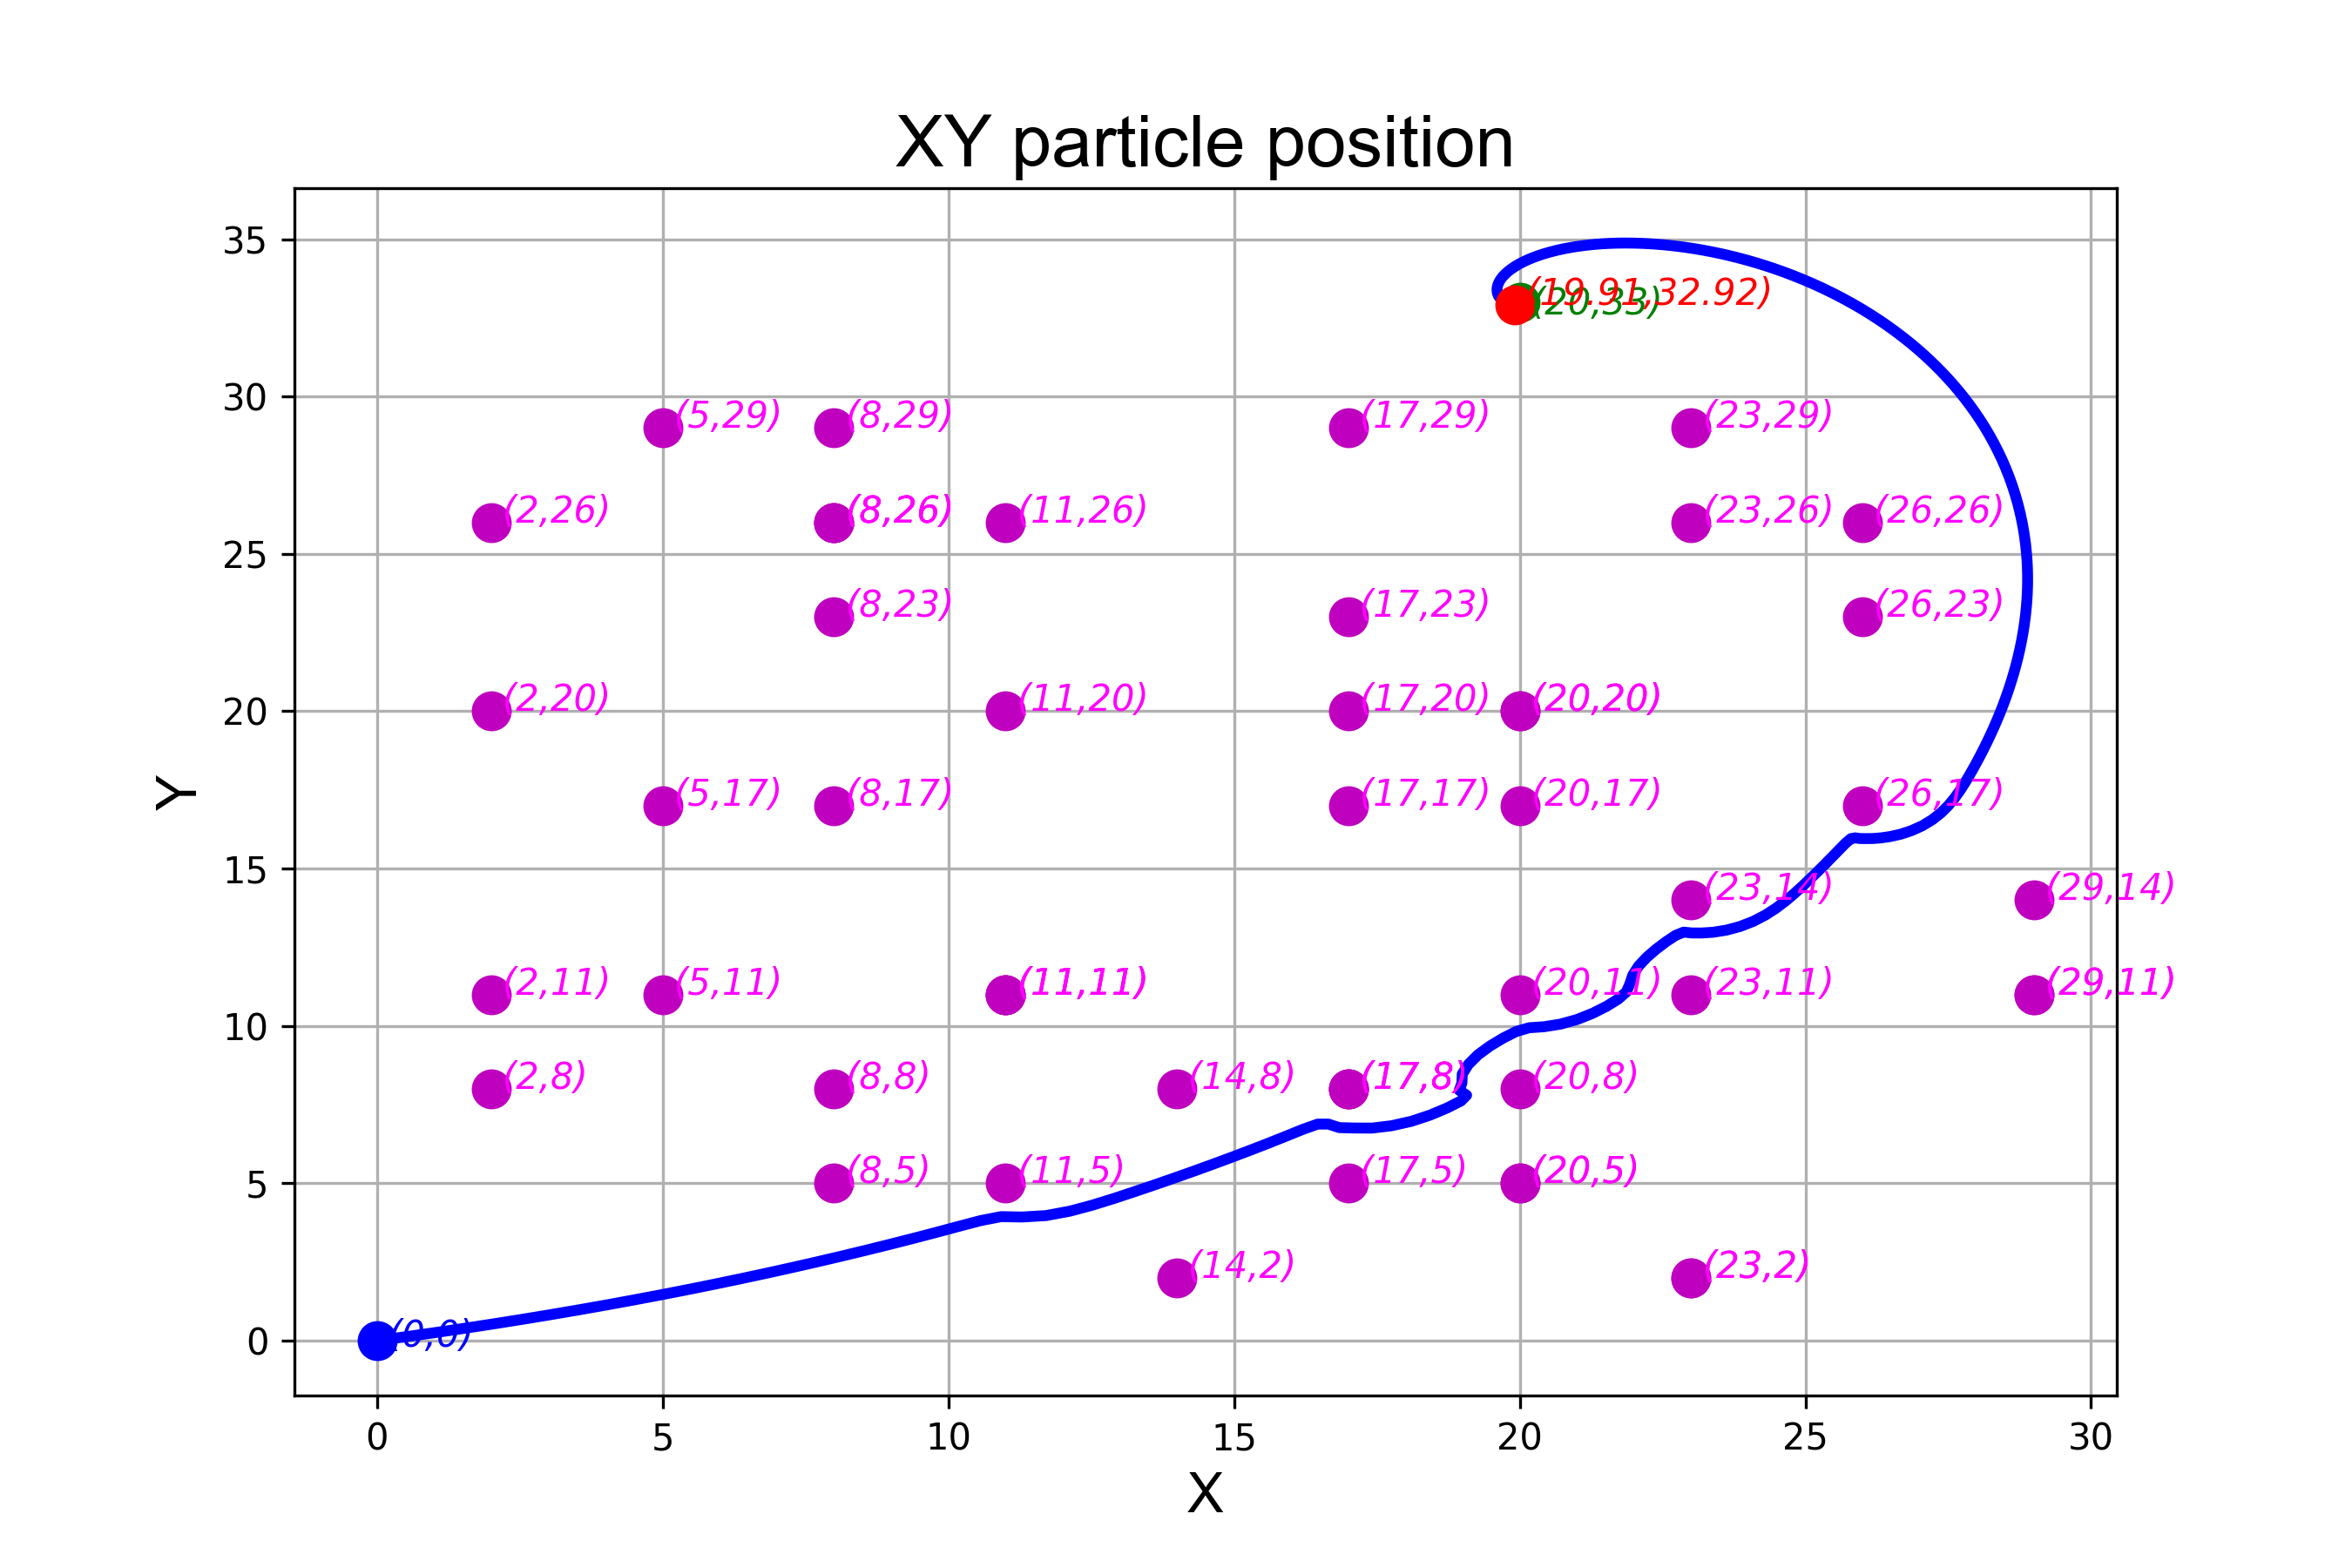 XY particle position
35
(19.91,32.92)
(20,33)
30
(5,29) (8,29) (17,29) (23,29)
(2,26) (8,26) (11,26) (23,26) (26,26)
25
(8,23) (17,23) (26,23)
20
(2,20) (11,20) (17,20) (20,20)
(5,17) (8,17) (17,17) (20,17) (26,17)
Y
15
(23,14) (29,14)
(2,11) (5,11) (11,11) (20,11) (23,11) (29,11)
10
(2,8) (8,8) (14,8) (17,8) (20,8)
5
(8,5) (11,5) (17,5) (20,5)
(14,2) (23,2)
0
(0,0)
0 5 10 15 20 25 30
X